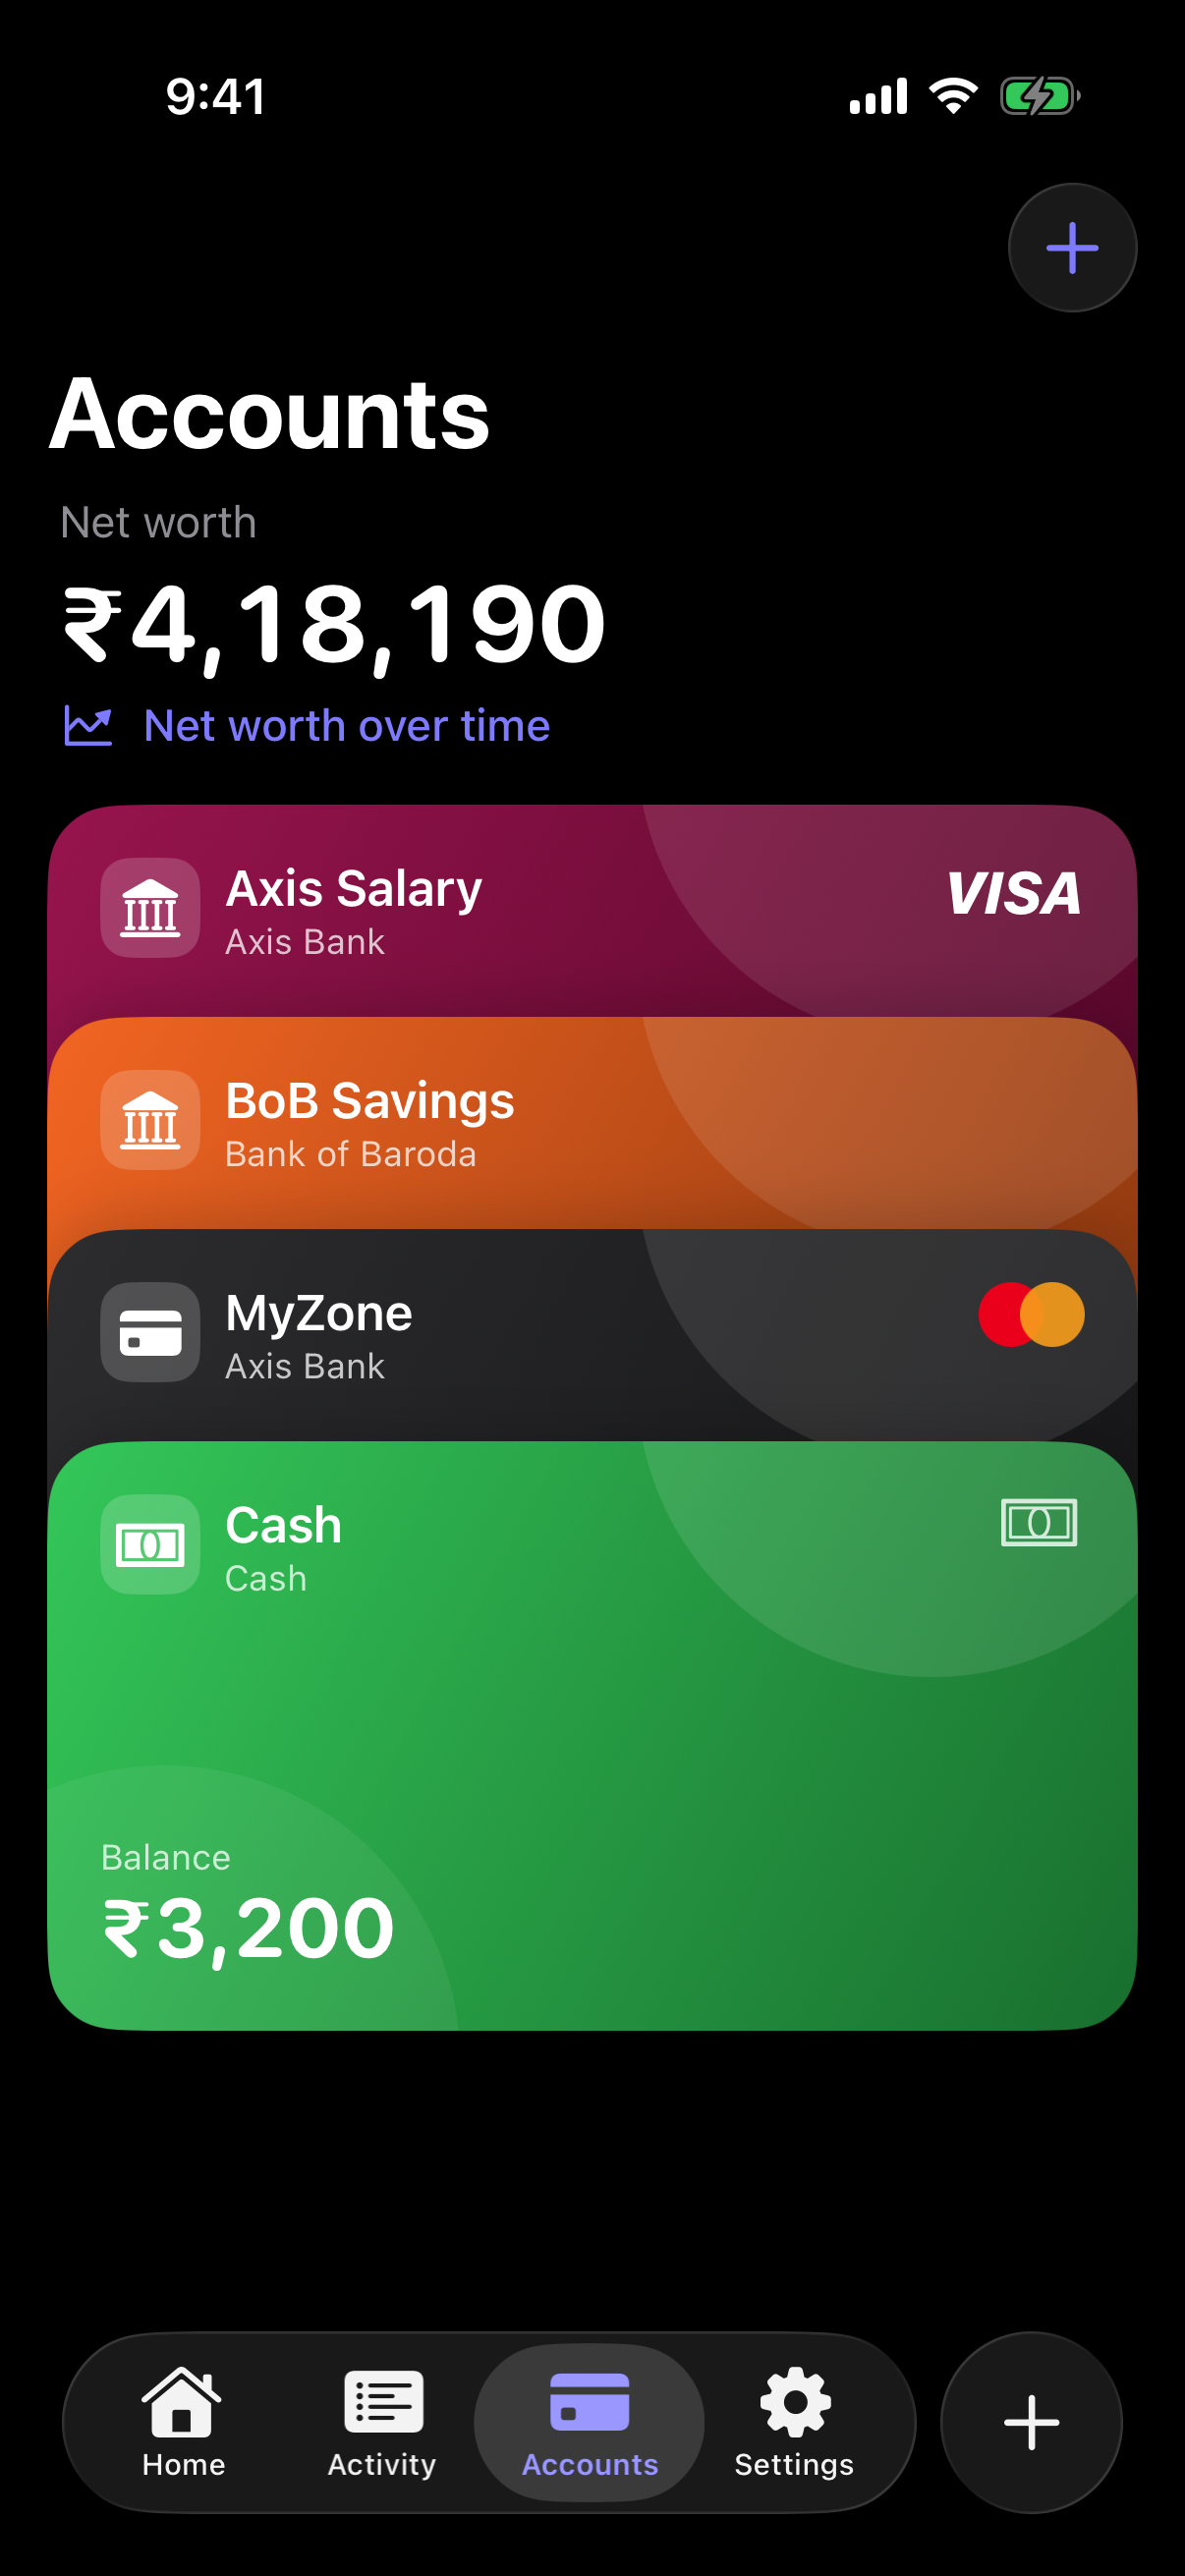 9:41
Accounts
Net worth
₹4,18,190
Net worth over time
Axis Salary
VISA
Axis Bank
BoB Savings
Bank of Baroda
MyZone
Axis Bank
Cash
Cash
Balance
₹3,200
Home
Activity
Accounts
Settings